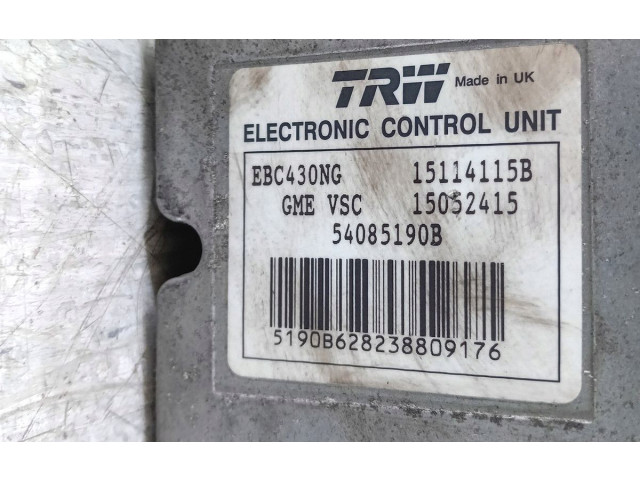 TRW Made in UK
ELECTRONIC CONTROL UNIT
EBC430NG 15114115B
GME VSC 15052415
54085190B
5190B628238809176